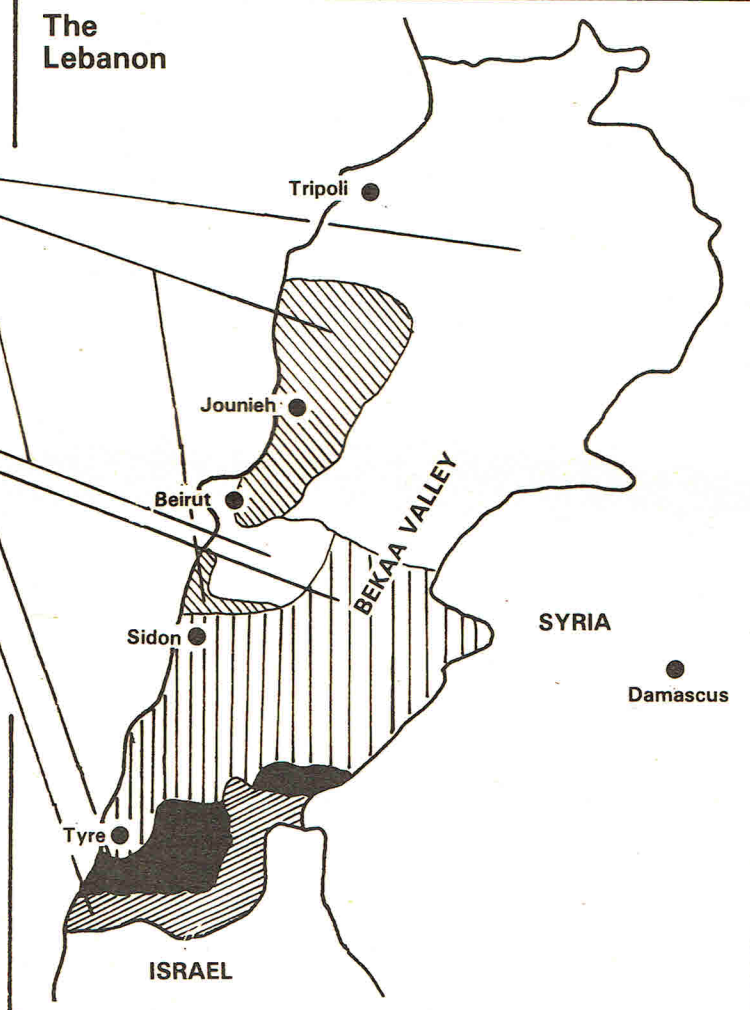 The
Lebanon
Tripoli
Jounieh
Beirut
BEKAA VALLEY
Sidon
SYRIA
Damascus
Tyre
ISRAEL